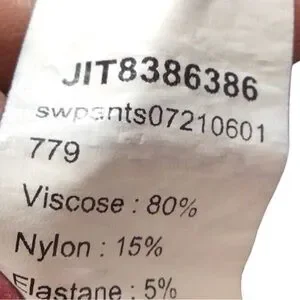 JIT8386386
swpants07210601
779
Viscose : 80%
Nylon : 15%
Elastane : 5%